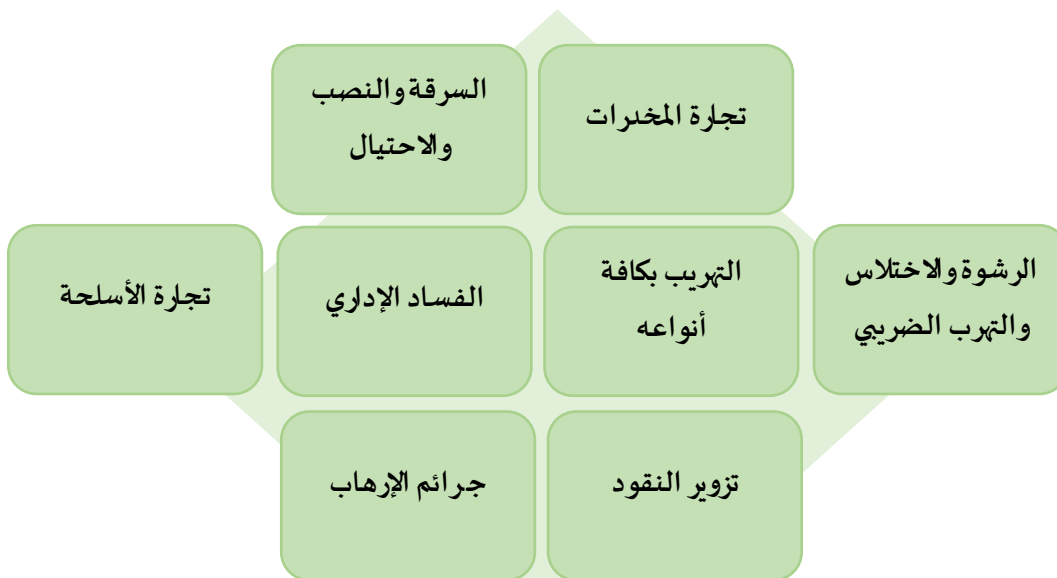 تجارة المخدرات
السرقة والنصب
والاحتيال
الرشوة والاختلاس
والتهرب الضريبي
التهريب بكافة
أنواعه
الفساد الإداري
تجارة الأسلحة
تزوير النقود
جرائم الإرهاب